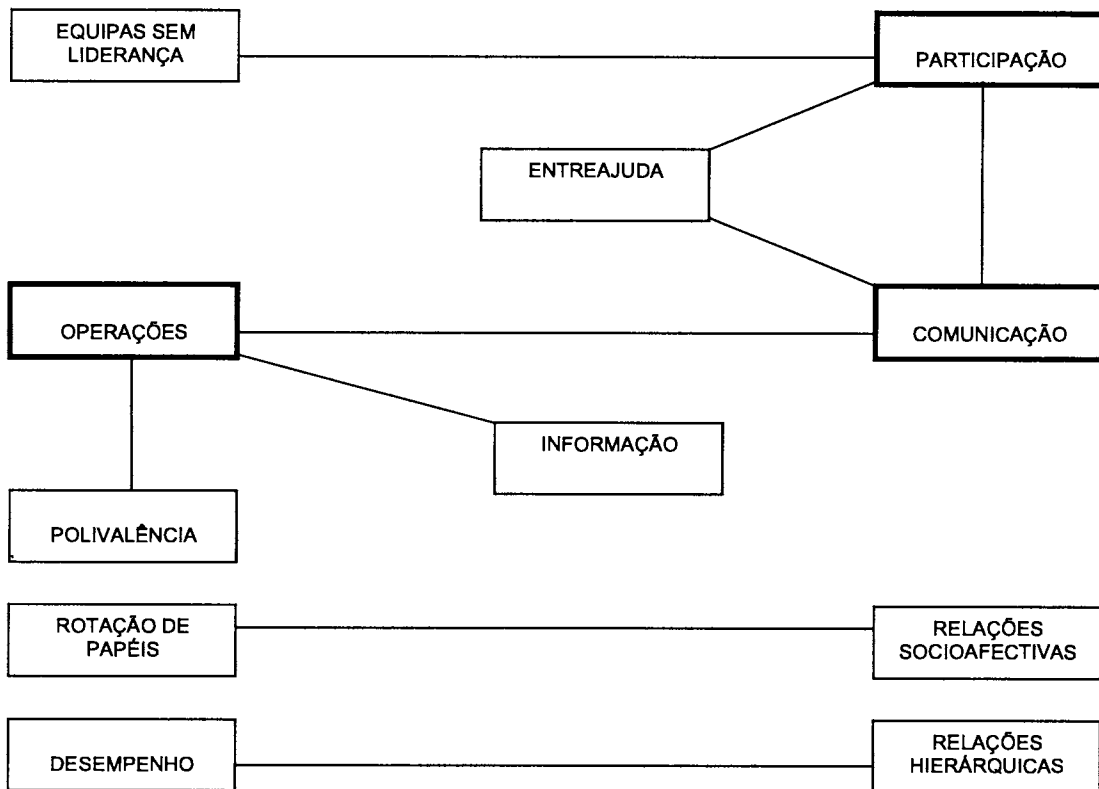 EQUIPAS SEM
LIDERANÇA
PARTICIPAÇÃO
ENTREAJUDA
OPERAÇÕES
COMUNICAÇÃO
INFORMAÇÃO
POLIVALÊNCIA
ROTAÇÃO DE
PAPÉIS
RELAÇÕES
SOCIOAFECTIVAS
DESEMPENHO
RELAÇÕES
HIERÁRQUICAS